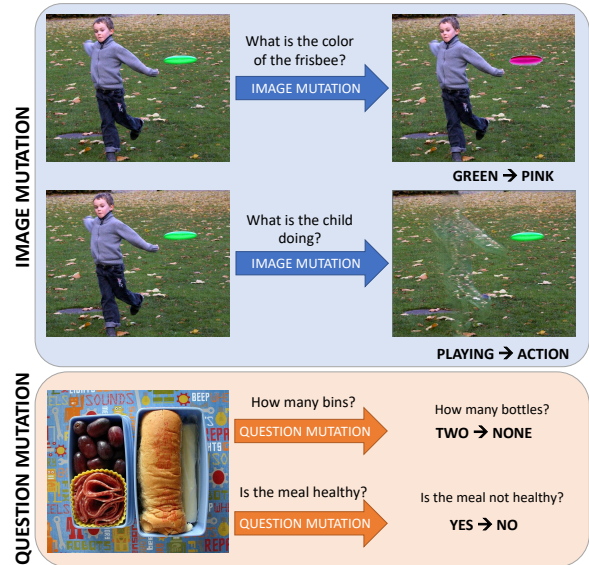 IMAGE MUTATION
What is the color
of the frisbee?
IMAGE MUTATION
GREEN → PINK
What is the child
doing?
IMAGE MUTATION
PLAYING → ACTION
QUESTION MUTATION
SOUNDS
BEEP
How many bins?
QUESTION MUTATION
How many bottles?
TWO → NONE
Is the meal healthy?
QUESTION MUTATION
Is the meal not healthy?
YES → NO